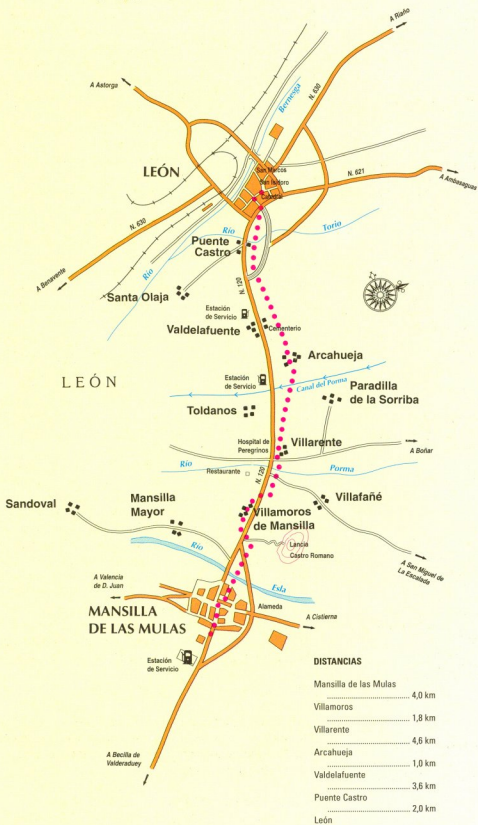 A Riaño
A Astorga
N. 630
Bernesga
San Marcos
San Isidoro
Catedral
LEÓN
N. 621
A Ambasaguas
N. 630
Río
Torío
Puente
Castro
Río
A Benavente
N. 120
Santa Olaja
Estación
de Servicio
Valdelafuente
Cementerio
Arcahueja
LEÓN
Estación
de Servicio
Canal del Porma
Paradilla
de la Sorriba
Toldanos
Hospital de
Peregrinos
Villarente
A Boñar
Río
Porma
Restaurante
N. 120
Sandoval
Mansilla
Mayor
Villamoros
de Mansilla
Villafañé
Lancia
Castro Romano
Río
Esla
A San Miguel de
La Escalada
A Valencia
de D. Juan
MANSILLA
DE LAS MULAS
Alameda
A Cistierna
Estación
de Servicio
A Becilla de
Valderaduey
DISTANCIAS
Mansilla de las Mulas
................................ 4,0 km
Villamoros
................................ 1,8 km
Villarente
................................ 4,6 km
Arcahueja
................................ 1,0 km
Valdelafuente
................................ 3,6 km
Puente Castro
................................ 2,0 km
León